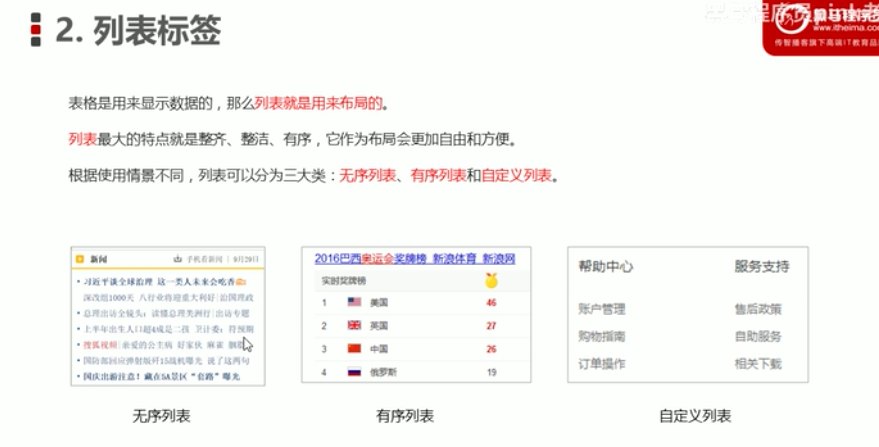 2. 列表标签
www.itheima.com
传智播客旗下高端IT教育品
表格是用来显示数据的，那么列表就是用来布局的。
列表最大的特点就是整齐、整洁、有序，它作为布局会更加自由和方便。
根据使用情景不同，列表可以分为三大类：无序列表、有序列表和自定义列表。
新闻 手机看新闻 | 9月29日
习近平谈全球治理 这一类人未来会吃香
深改组1000天 八行业将迎重大利好|治国理政
总理出访全镜头：读懂总理美洲行|出访专题
上半年出生人口超4成是二孩 卫计委：符预期
搜狐视频|亲爱的公主病 好家伙 麻雀
国防部回应弹射版歼15战机曝光 说了这两句
国庆出游注意！藏在5A景区“套路”曝光
无序列表
2016巴西奥运会奖牌榜_新浪体育_新浪网
实时奖牌榜
1 美国 46
2 英国 27
3 中国 26
4 俄罗斯 19
有序列表
帮助中心 服务支持
账户管理 售后政策
购物指南 自助服务
订单操作 相关下载
自定义列表